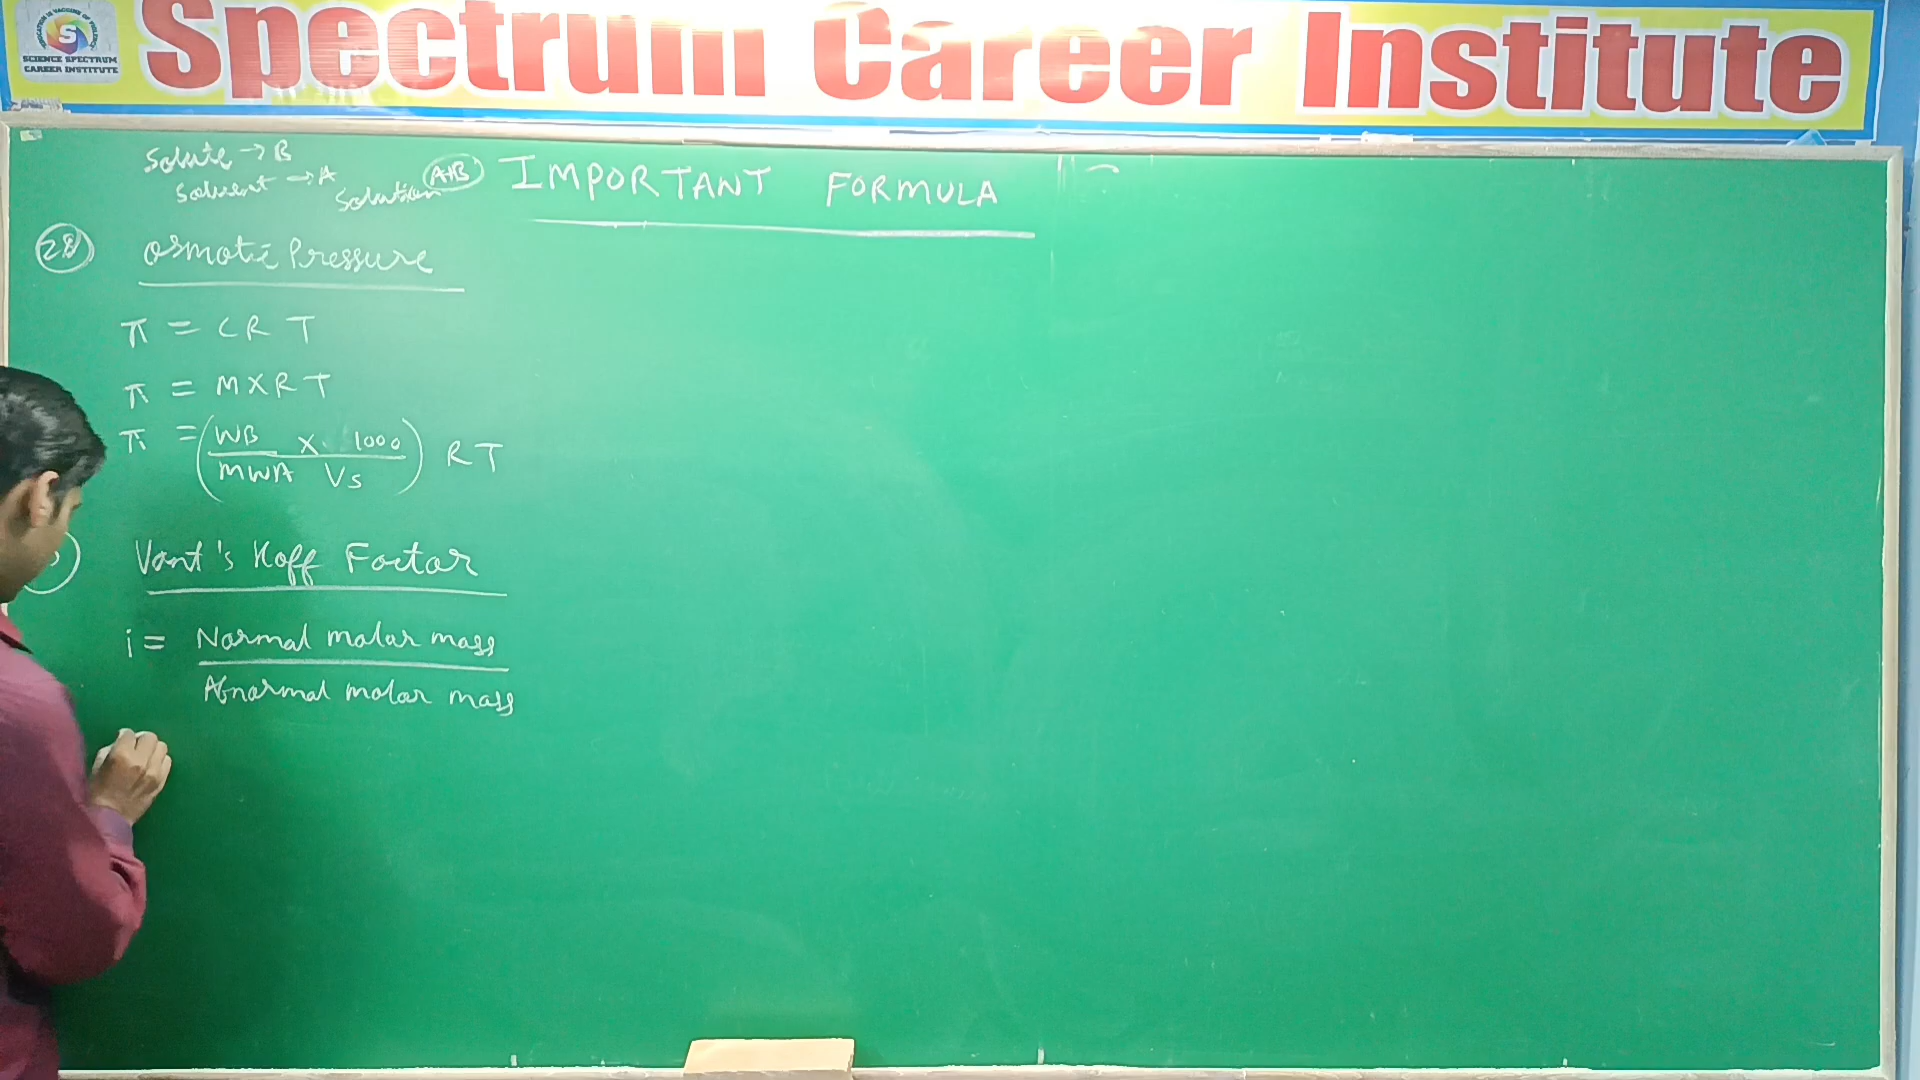 Spectrum Career Institute
SCIENCE SPECTRUM
CAREER INSTITUTE
Solute → B
Solvent → A
Solution (A+B)
IMPORTANT FORMULA
28 Osmotic Pressure
π = CRT
π = M×RT
π = (WB/MWA × 1000/Vs) RT
Vant's Hoff Factor
i = Normal molar mass
Abnormal molar mass